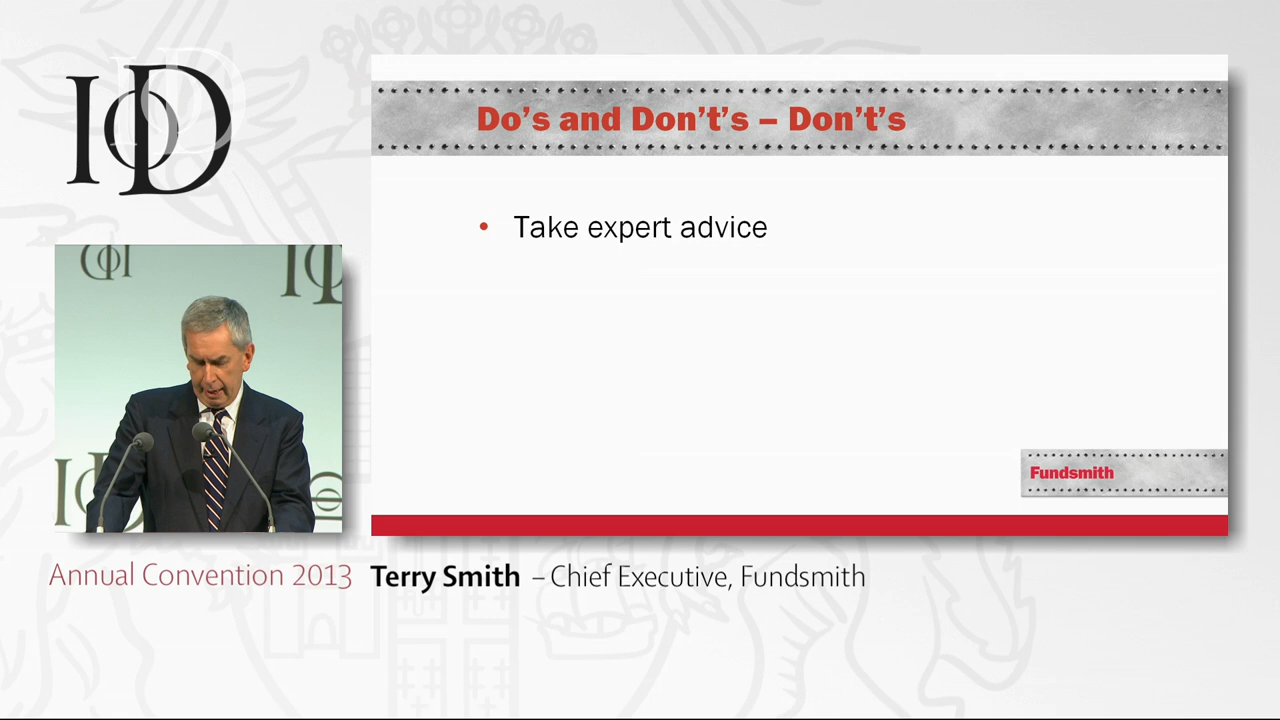 IoD
Do’s and Don’t’s – Don’t’s
• Take expert advice
Fundsmith
Annual Convention 2013
Terry Smith – Chief Executive, Fundsmith